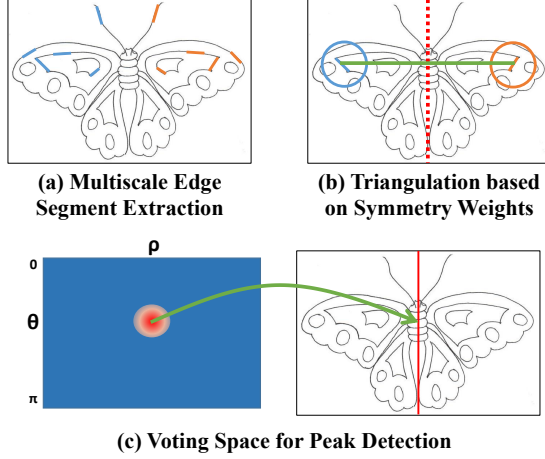 (a) Multiscale Edge
Segment Extraction
(b) Triangulation based
on Symmetry Weights
ρ
0
θ
π
(c) Voting Space for Peak Detection